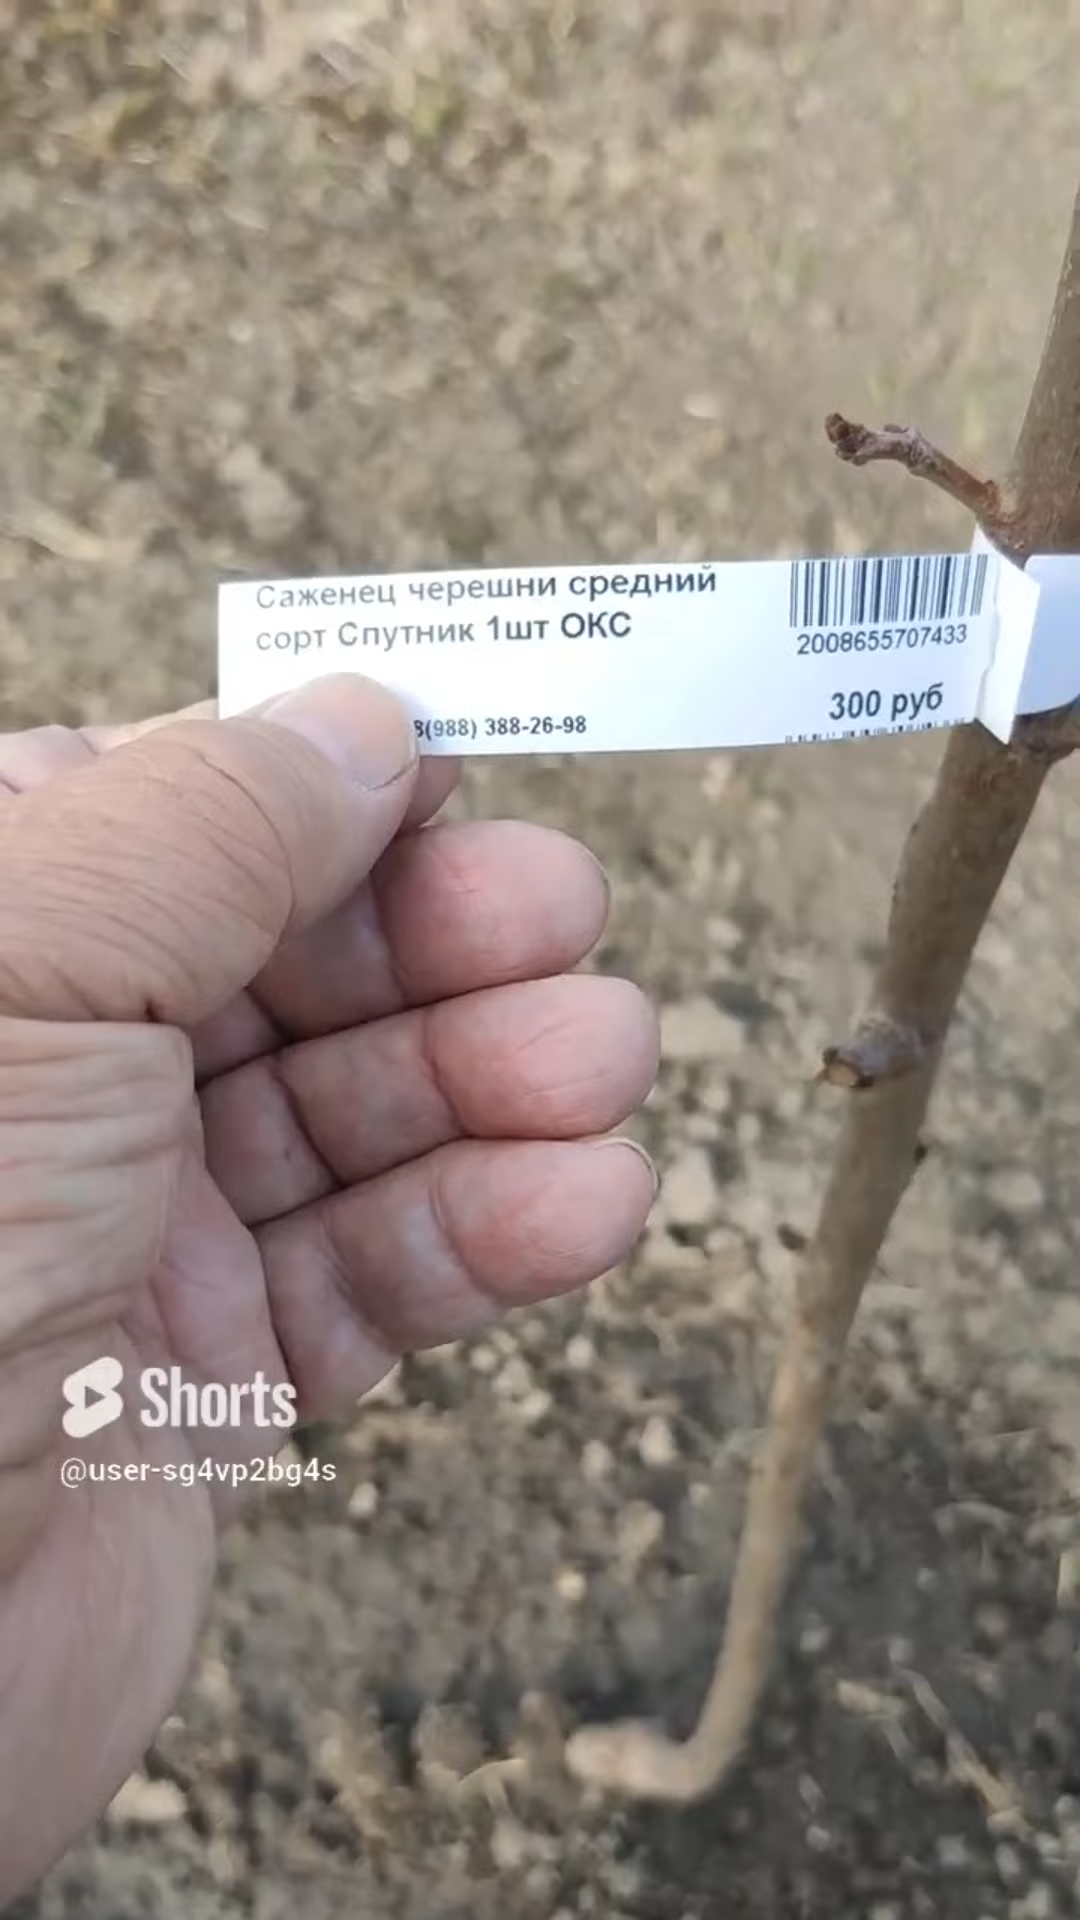 Саженец черешни средний
сорт Спутник 1шт ОКС
2008655707433
300 руб
8(988) 388-26-98
Shorts
@user-sg4vp2bg4s